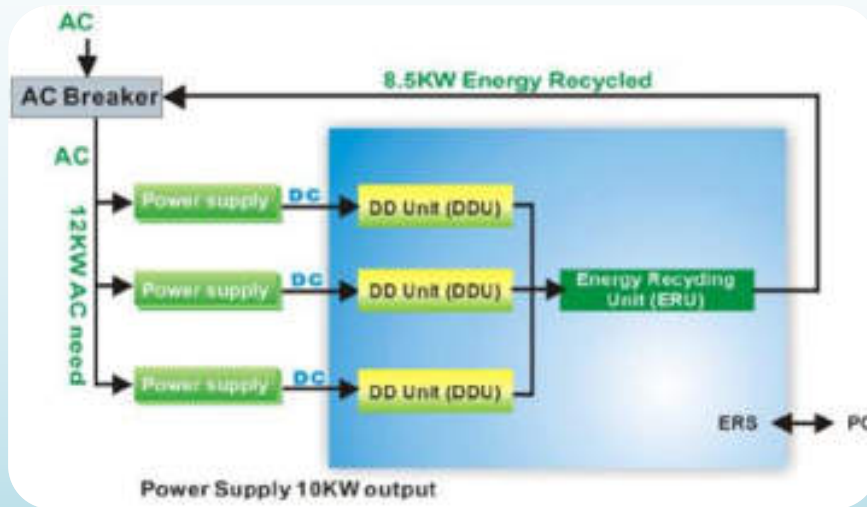 AC
AC Breaker
8.5KW Energy Recycled
AC
12KW AC need
Power supply
DC
DD Unit (DDU)
Power supply
DC
DD Unit (DDU)
Energy Recyding
Unit (ERU)
Power supply
DC
DD Unit (DDU)
ERS
Power Supply 10KW output